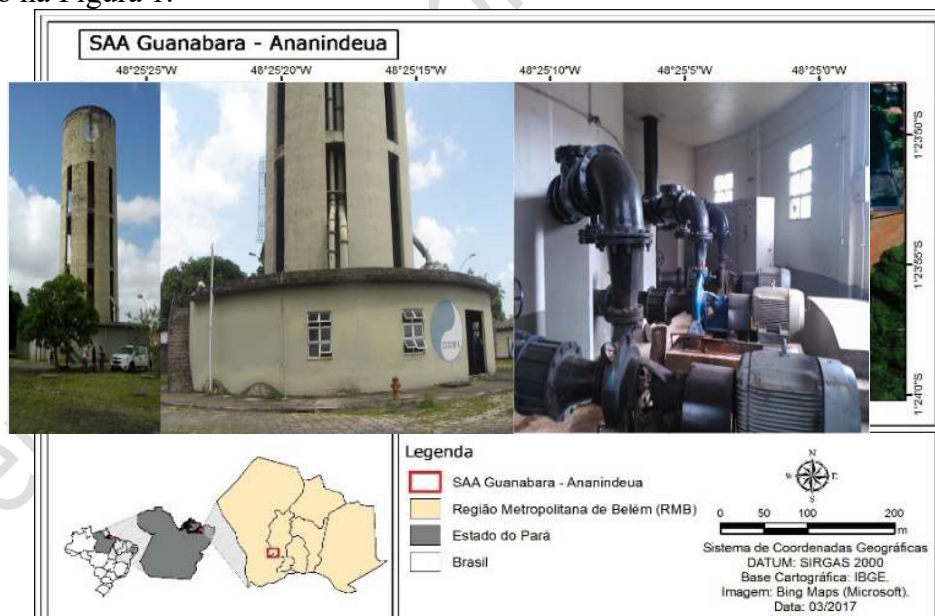 o na Figura 1.
SAA Guanabara - Ananindeua
48°25'25"W 48°25'20"W 48°25'15"W 48°25'10"W 48°25'5"W 48°25'0"W
1°23'50"S
1°23'55"S
1°24'0"S
Legenda
SAA Guanabara - Ananindeua
Região Metropolitana de Belém (RMB)
Estado do Pará
Brasil
N
W E
S
0 50 100 200
m
Sistema de Coordenadas Geográficas
DATUM: SIRGAS 2000
Base Cartográfica: IBGE.
Imagem: Bing Maps (Microsoft).
Data: 03/2017